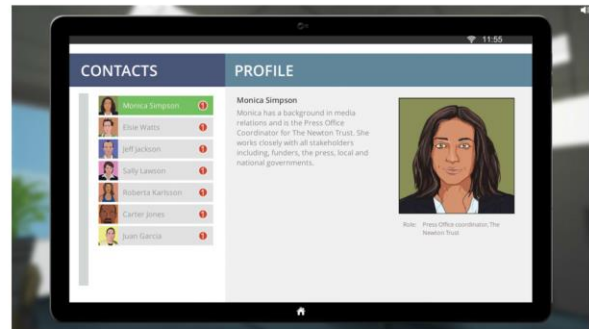 11:55
CONTACTS
PROFILE
Monica Simpson
Elsie Watts
Jeff Jackson
Sally Lawson
Roberta Karlsson
Carter Jones
Juan Garcia
Monica Simpson
Monica has a background in media
relations and is the Press Office
Coordinator for The Newton Trust. She
works closely with all stakeholders
including, funders, the press, local and
national governments.
Role: Press Office coordinator, The
Newton Trust